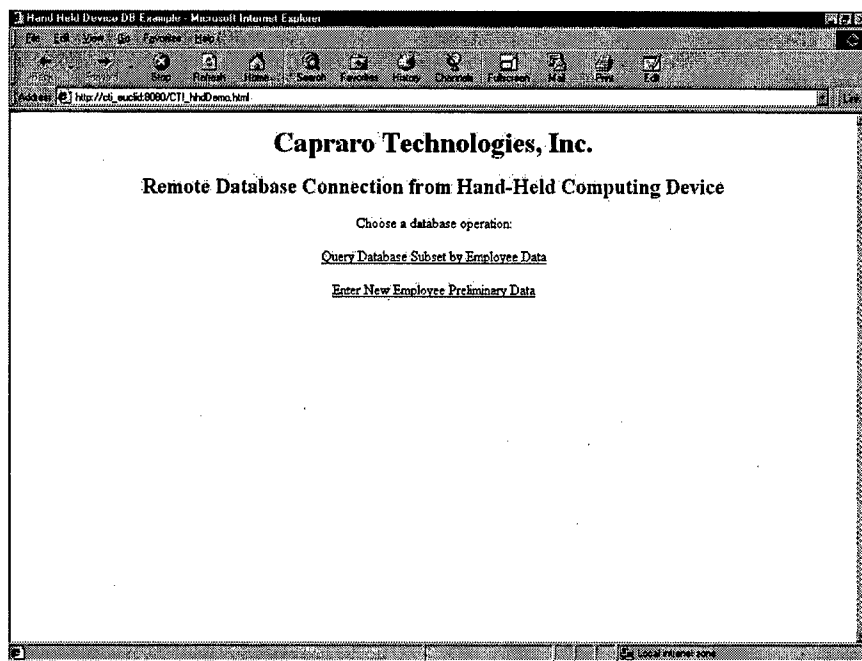 Hand Held Device DB Example - Microsoft Internet Explorer
File Edit View Go Favorites Help
Back Forward Stop Refresh Home Search Favorites History Channels Fullscreen Mail Print Edit
Address http://cti_euclid:8080/CTI_hhdDemo.html Links
Capraro Technologies, Inc.
Remote Database Connection from Hand-Held Computing Device
Choose a database operation:
Query Database Subset by Employee Data
Enter New Employee Preliminary Data
Local intranet zone